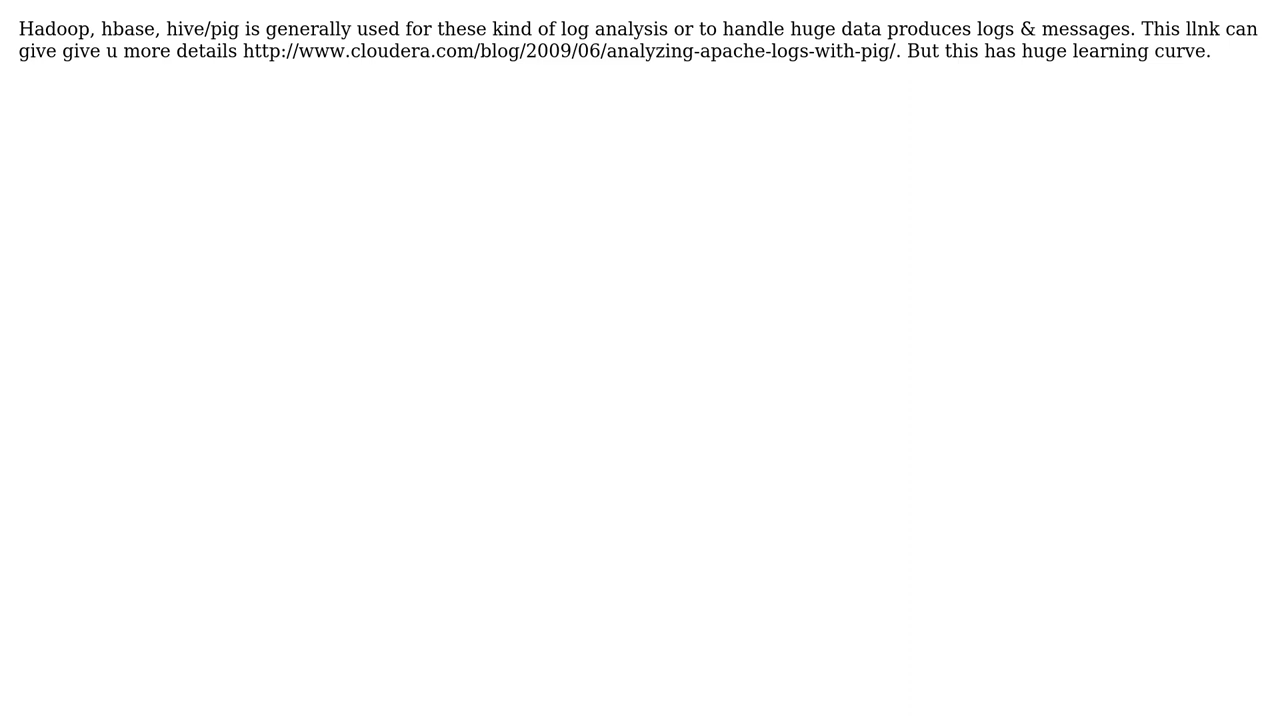 Hadoop, hbase, hive/pig is generally used for these kind of log analysis or to handle huge data produces logs & messages. This llnk can
give give u more details http://www.cloudera.com/blog/2009/06/analyzing-apache-logs-with-pig/. But this has huge learning curve.